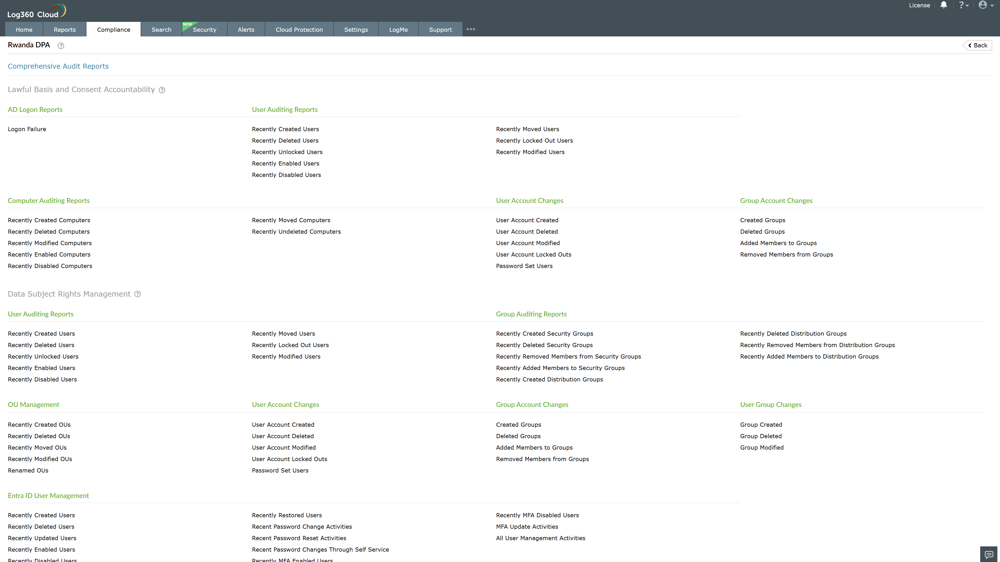 Log360 Cloud
License
Home
Reports
Compliance
Search
NEW
Security
Alerts
Cloud Protection
Settings
LogMe
Support
Rwanda DPA
Back
Comprehensive Audit Reports
Lawful Basis and Consent Accountability
AD Logon Reports
Logon Failure
User Auditing Reports
Recently Created Users
Recently Deleted Users
Recently Unlocked Users
Recently Enabled Users
Recently Disabled Users
Recently Moved Users
Recently Locked Out Users
Recently Modified Users
Computer Auditing Reports
Recently Created Computers
Recently Deleted Computers
Recently Modified Computers
Recently Enabled Computers
Recently Disabled Computers
Recently Moved Computers
Recently Undeleted Computers
User Account Changes
User Account Created
User Account Deleted
User Account Modified
User Account Locked Outs
Password Set Users
Group Account Changes
Created Groups
Deleted Groups
Added Members to Groups
Removed Members from Groups
Data Subject Rights Management
User Auditing Reports
Recently Created Users
Recently Deleted Users
Recently Unlocked Users
Recently Enabled Users
Recently Disabled Users
Recently Moved Users
Recently Locked Out Users
Recently Modified Users
Group Auditing Reports
Recently Created Security Groups
Recently Deleted Security Groups
Recently Removed Members from Security Groups
Recently Added Members to Security Groups
Recently Created Distribution Groups
Recently Deleted Distribution Groups
Recently Removed Members from Distribution Groups
Recently Added Members to Distribution Groups
OU Management
Recently Created OUs
Recently Deleted OUs
Recently Moved OUs
Recently Modified OUs
Renamed OUs
User Account Changes
User Account Created
User Account Deleted
User Account Modified
User Account Locked Outs
Password Set Users
Group Account Changes
Created Groups
Deleted Groups
Added Members to Groups
Removed Members from Groups
User Group Changes
Group Created
Group Deleted
Group Modified
Entra ID User Management
Recently Created Users
Recently Deleted Users
Recently Updated Users
Recently Enabled Users
Recently Disabled Users
Recently Restored Users
Recent Password Change Activities
Recent Password Reset Activities
Recent Password Changes Through Self Service
Recently MFA Enabled Users
Recently MFA Disabled Users
MFA Update Activities
All User Management Activities